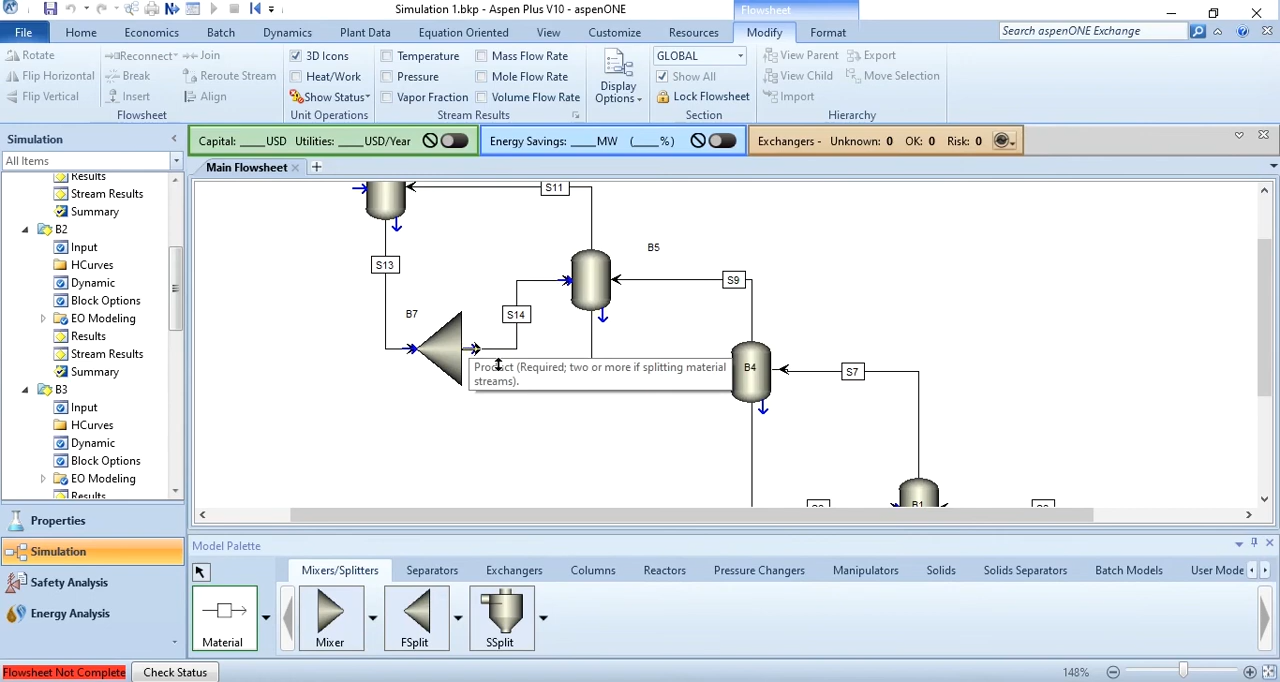 Simulation 1.bkp - Aspen Plus V10 - aspenONE
Flowsheet
File Home Economics Batch Dynamics Plant Data Equation Oriented View Customize Resources Modify Format
Search aspenONE Exchange
Rotate Reconnect Join
Flip Horizontal Break Reroute Stream
Flip Vertical Insert Align
Flowsheet
3D Icons
Heat/Work
Show Status
Unit Operations
Temperature Mass Flow Rate
Pressure Mole Flow Rate
Vapor Fraction Volume Flow Rate
Stream Results
Display
Options
GLOBAL
Show All
Lock Flowsheet
Section
View Parent Export
View Child Move Selection
Import
Hierarchy
Simulation
Capital: ____ USD Utilities: ____ USD/Year
Energy Savings: ____ MW (____%)
Exchangers - Unknown: 0 OK: 0 Risk: 0
All Items
Main Flowsheet
Results
Stream Results
Summary
B2
Input
HCurves
Dynamic
Block Options
EO Modeling
Results
Stream Results
Summary
B3
Input
HCurves
Dynamic
Block Options
EO Modeling
Results
S11
B5
S13
S9
S14
B7
Product (Required; two or more if splitting material
streams).
B4
S7
B1
Properties
Simulation
Safety Analysis
Energy Analysis
Model Palette
Mixers/Splitters Separators Exchangers Columns Reactors Pressure Changers Manipulators Solids Solids Separators Batch Models User Mode
Material Mixer FSplit SSplit
Flowsheet Not Complete Check Status
148%